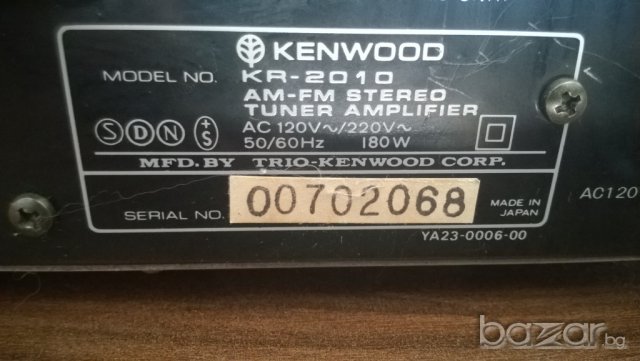 KENWOOD
MODEL NO. KR-2010
AM-FM STEREO
TUNER AMPLIFIER
S D N +S AC 120V~/220V~
50/60Hz 180W
MFD. BY TRIO-KENWOOD CORP.
SERIAL NO. 00702068 MADE IN
JAPAN
AC120
YA23-0006-00
bazar.bg